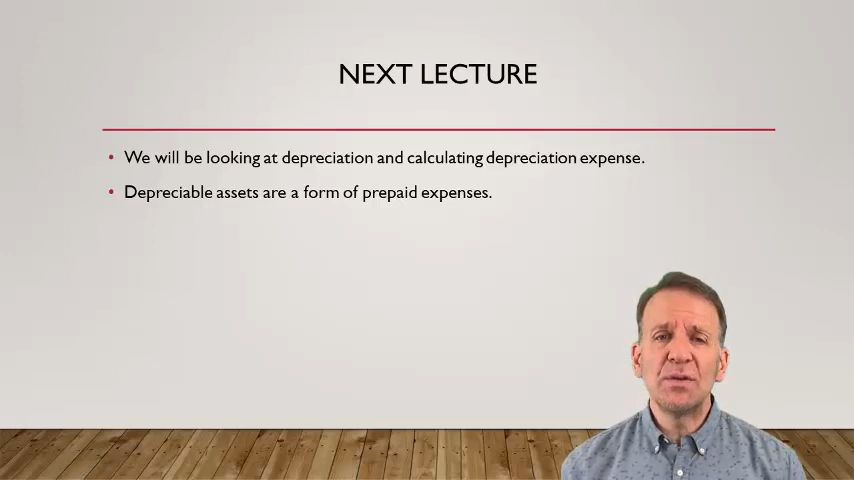 NEXT LECTURE
• We will be looking at depreciation and calculating depreciation expense.
• Depreciable assets are a form of prepaid expenses.